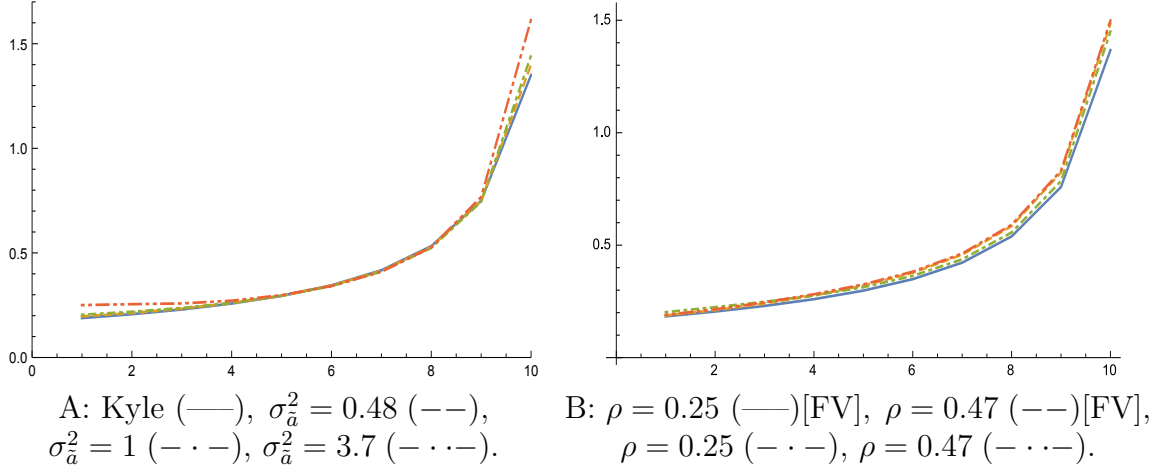 1.5
1.0
0.5
0.0
0 2 4 6 8 10
A: Kyle (——), σ²_ã = 0.48 (−−),
σ²_ã = 1 (− · −), σ²_ã = 3.7 (− · ·−).
1.5
1.0
0.5
2 4 6 8 10
B: ρ = 0.25 (——)[FV], ρ = 0.47 (−−)[FV],
ρ = 0.25 (− · −), ρ = 0.47 (− · ·−).